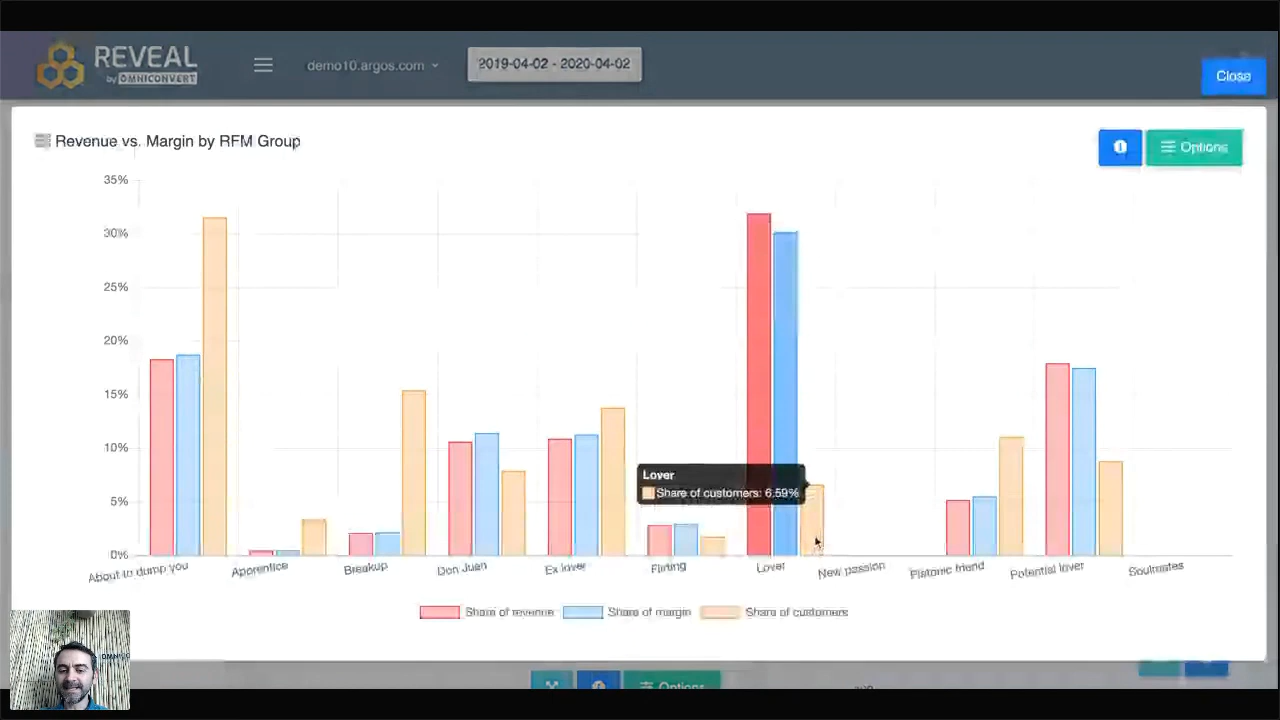 REVEAL
by OMNICONVERT
demo10.argos.com
2019-04-02 - 2020-04-02
Close
Revenue vs. Margin by RFM Group
Options
35%
30%
25%
20%
15%
10%
5%
0%
Lover
Share of customers: 6.59%
About to dump you
Apprentice
Breakup
Don Juan
Ex lover
Flirting
Lover
New passion
Platonic friend
Potential lover
Soulmates
Share of revenue
Share of margin
Share of customers
Options